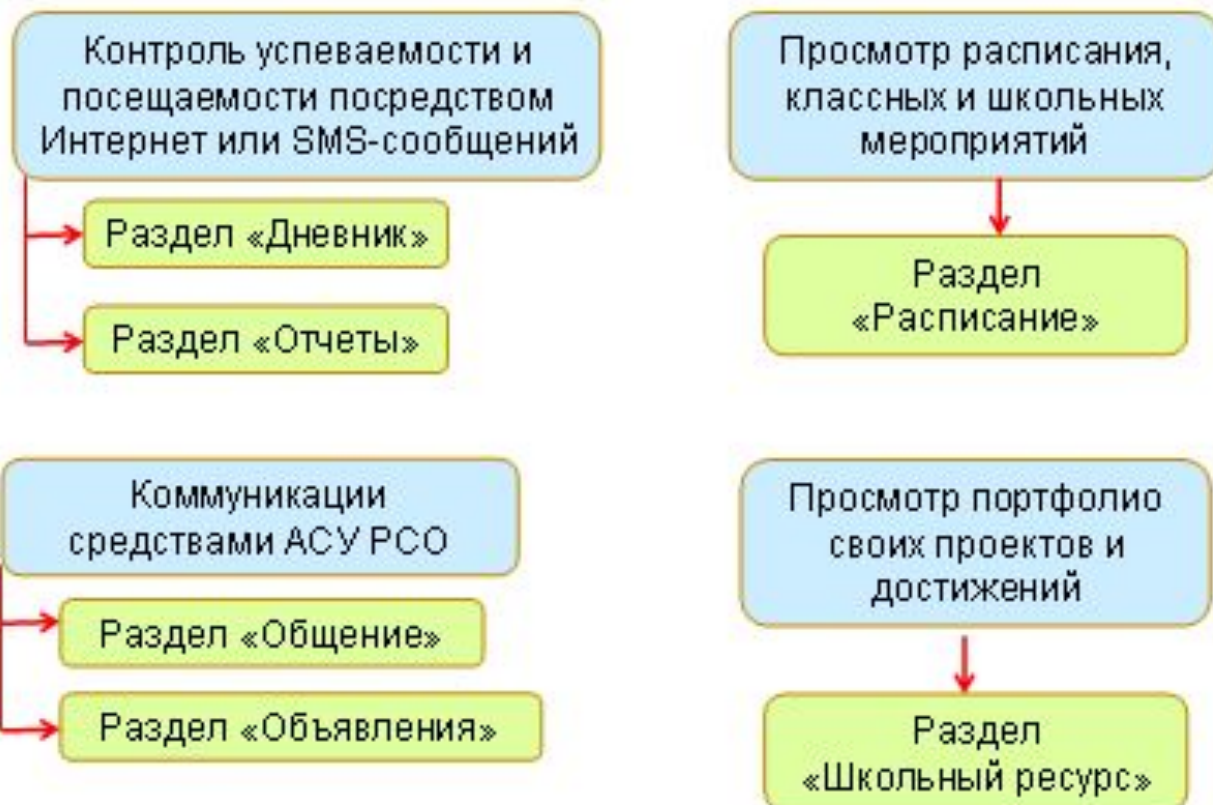 Контроль успеваемости и
посещаемости посредством
Интернет или SMS-сообщений
Раздел «Дневник»
Раздел «Отчеты»
Просмотр расписания,
классных и школьных
мероприятий
Раздел
«Расписание»
Коммуникации
средствами АСУ РСО
Раздел «Общение»
Раздел «Объявления»
Просмотр портфолио
своих проектов и
достижений
Раздел
«Школьный ресурс»